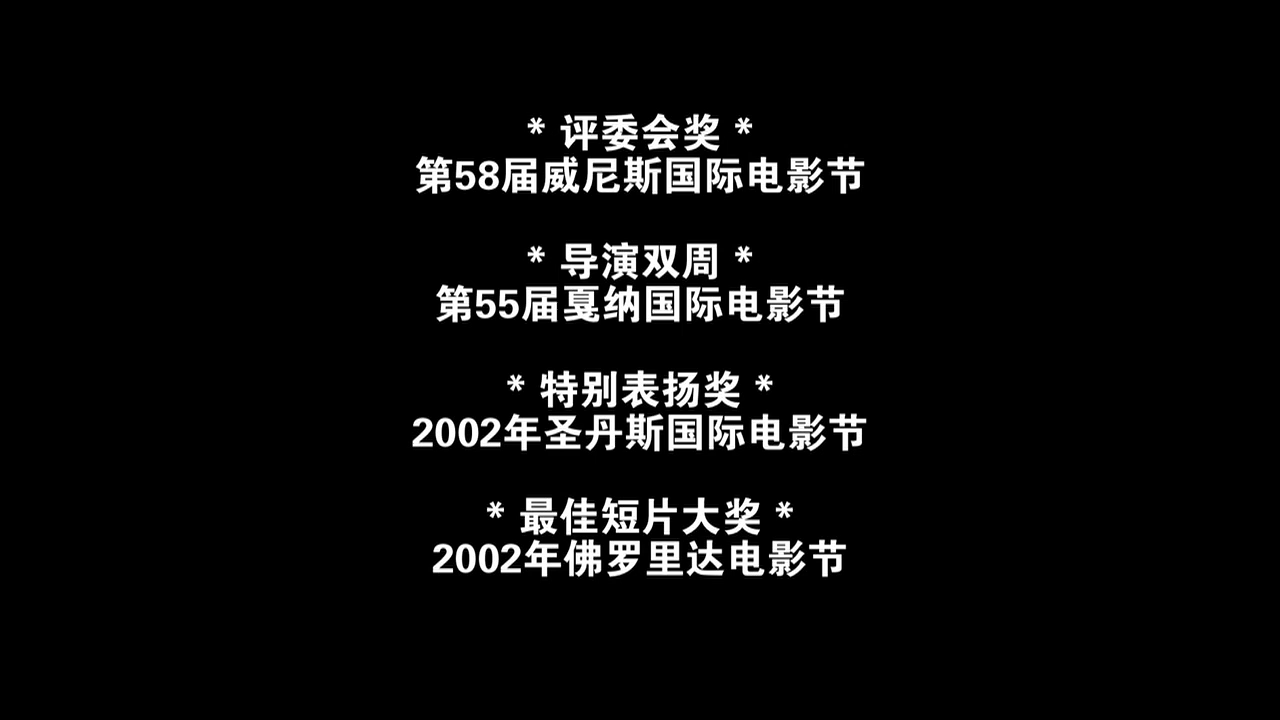 * 评委会奖 *
第58届威尼斯国际电影节
* 导演双周 *
第55届戛纳国际电影节
* 特别表扬奖 *
2002年圣丹斯国际电影节
* 最佳短片大奖 *
2002年佛罗里达电影节